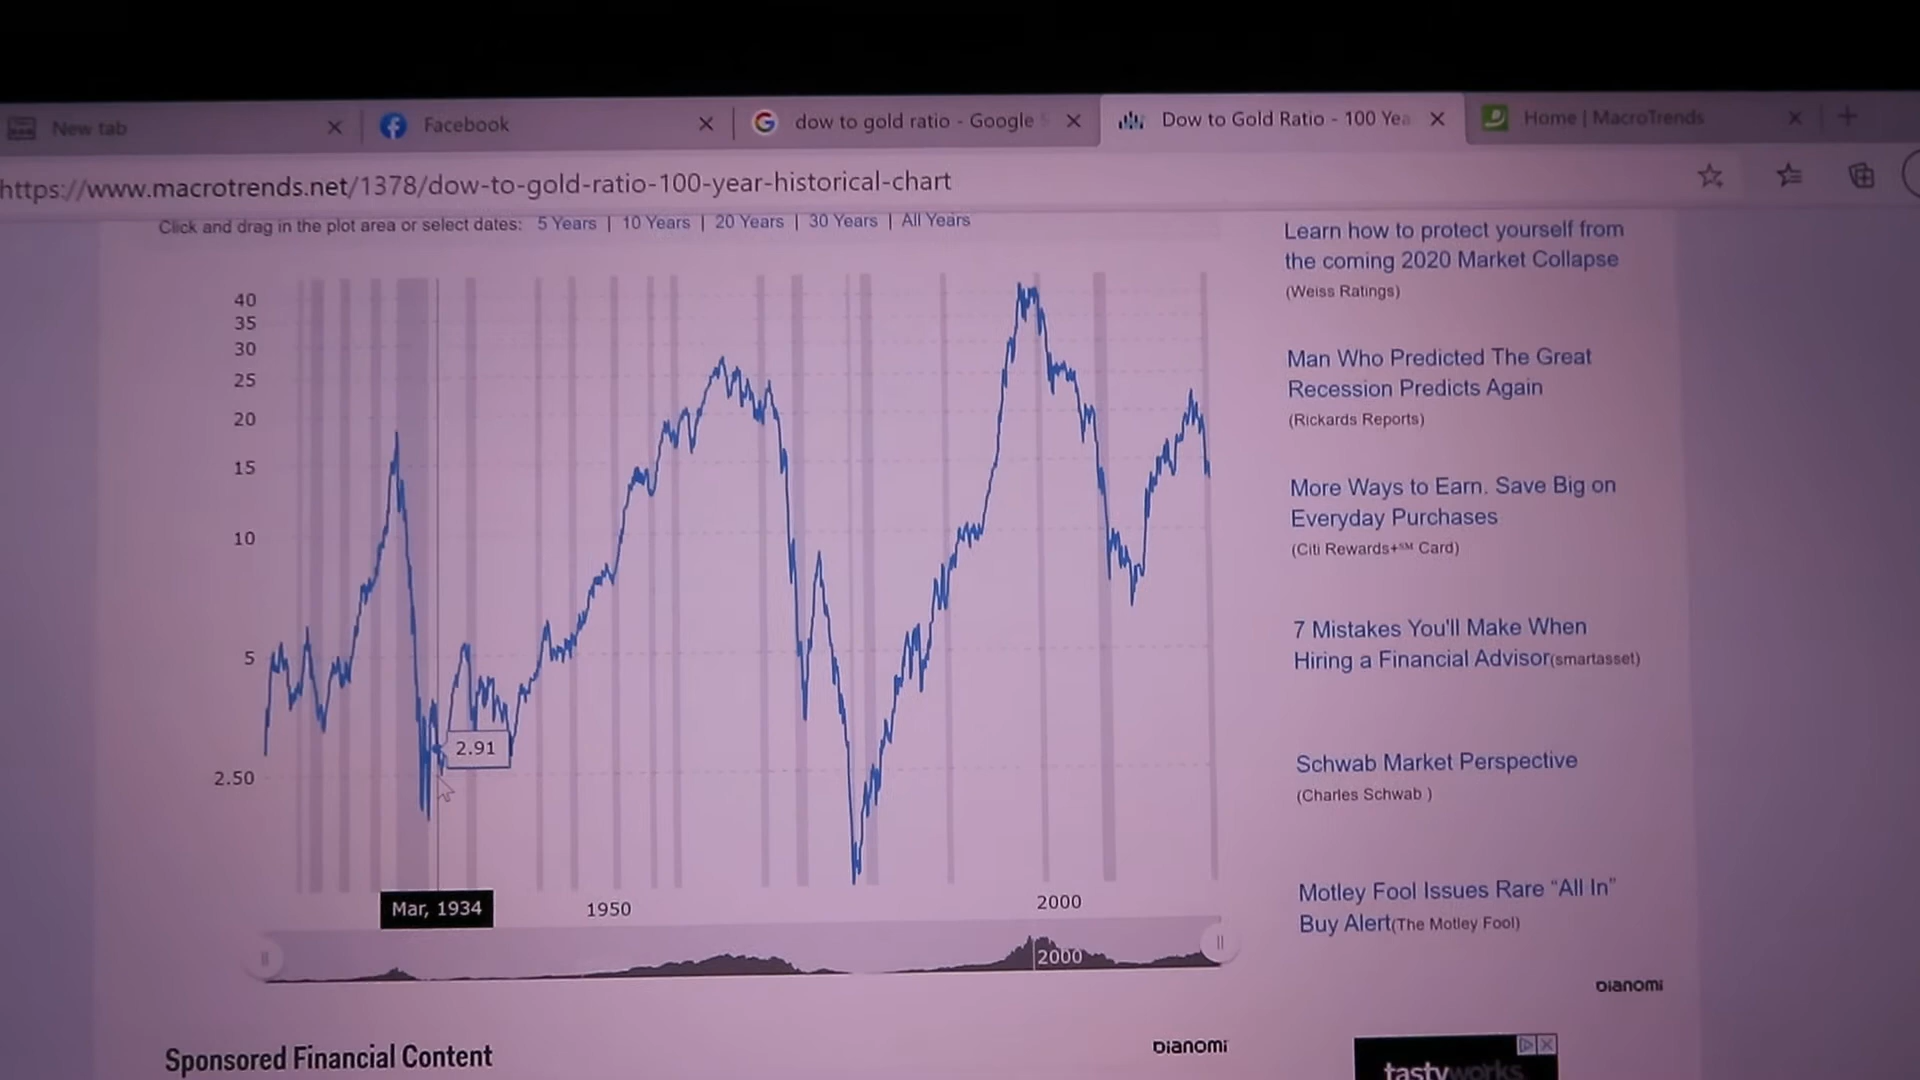 New tab
Facebook
dow to gold ratio - Google
Dow to Gold Ratio - 100 Yea
Home | MacroTrends
https://www.macrotrends.net/1378/dow-to-gold-ratio-100-year-historical-chart
Click and drag in the plot area or select dates: 5 Years | 10 Years | 20 Years | 30 Years | All Years
40
35
30
25
20
15
10
5
2.50
2.91
Mar, 1934
1950
2000
2000
Learn how to protect yourself from
the coming 2020 Market Collapse
(Weiss Ratings)
Man Who Predicted The Great
Recession Predicts Again
(Rickards Reports)
More Ways to Earn. Save Big on
Everyday Purchases
(Citi Rewards+℠ Card)
7 Mistakes You'll Make When
Hiring a Financial Advisor(smartasset)
Schwab Market Perspective
(Charles Schwab )
Motley Fool Issues Rare “All In”
Buy Alert(The Motley Fool)
DIANOMI
Sponsored Financial Content
DIANOMI
tastyworks